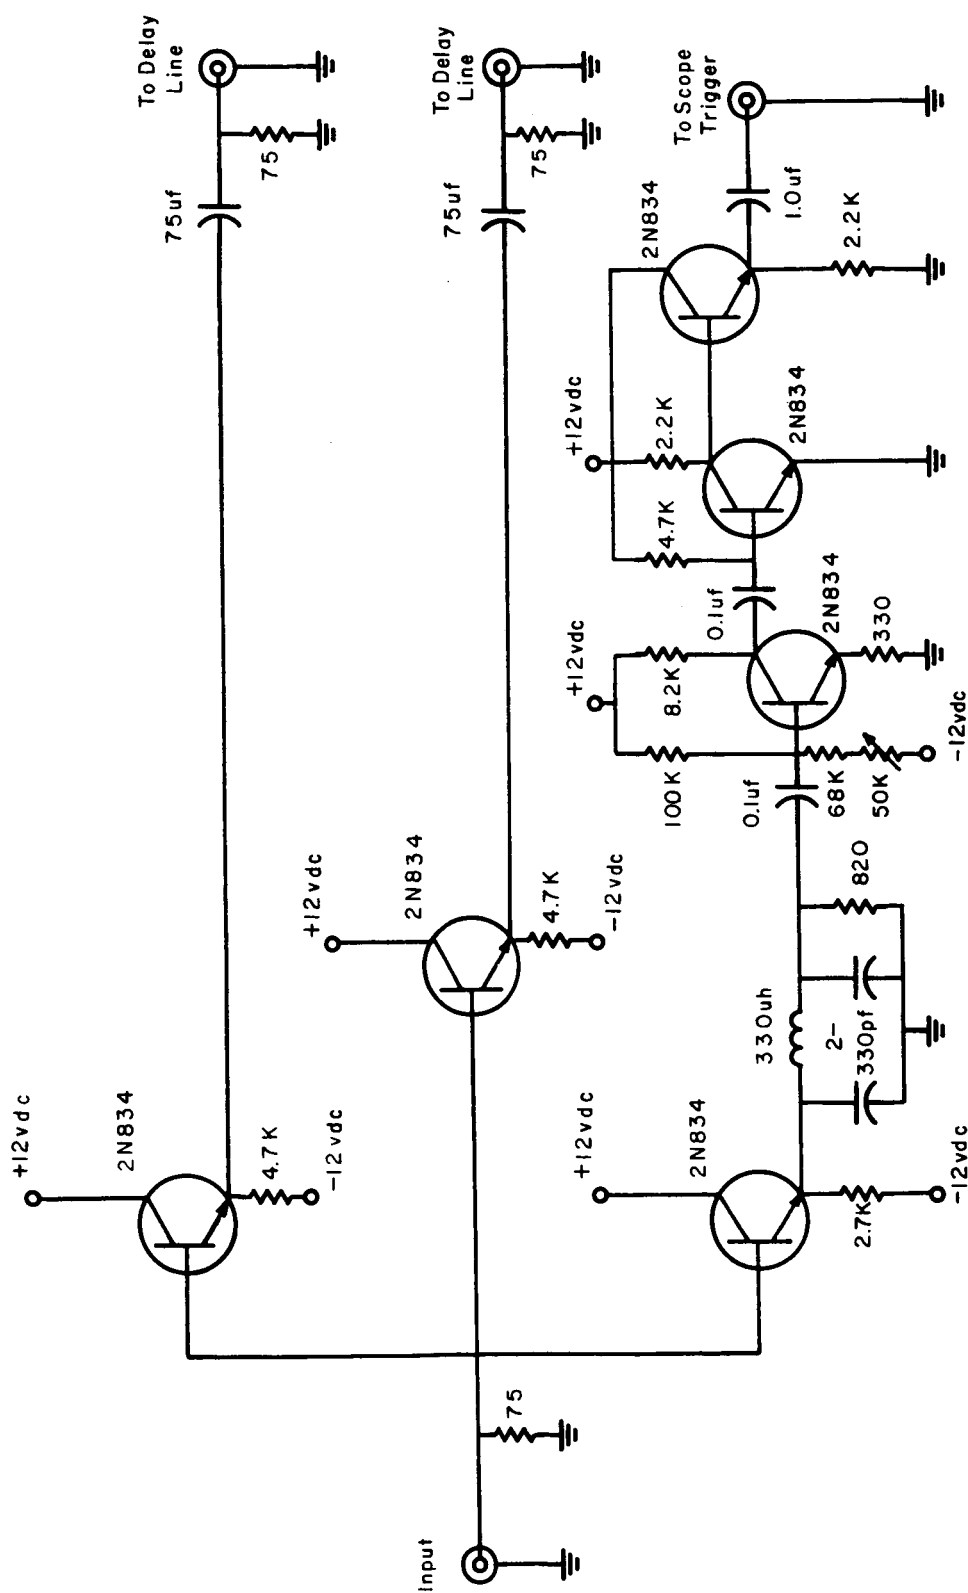 +12vdc
2N834
4.7K
-12vdc
75uf
75
To Delay
Line
Input
75
+12vdc
2N834
4.7K
-12vdc
75uf
75
To Delay
Line
+12vdc
2N834
2.7K
-12vdc
330uh
2-
330pf
820
0.1uf
+12vdc
100K
8.2K
68K
50K
-12vdc
2N834
330
0.1uf
+12vdc
4.7K
2.2K
2N834
2N834
2.2K
1.0uf
To Scope
Trigger